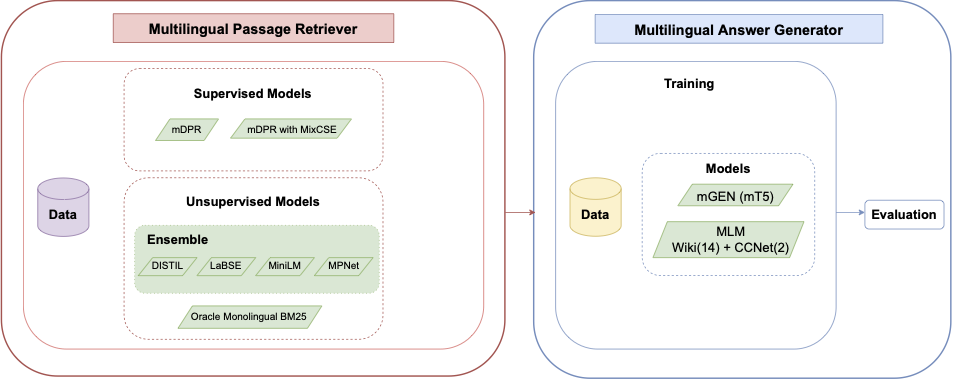 Multilingual Passage Retriever
Supervised Models
mDPR
mDPR with MixCSE
Data
Unsupervised Models
Ensemble
DISTIL
LaBSE
MiniLM
MPNet
Oracle Monolingual BM25
Multilingual Answer Generator
Training
Data
Models
mGEN (mT5)
MLM
Wiki(14) + CCNet(2)
Evaluation